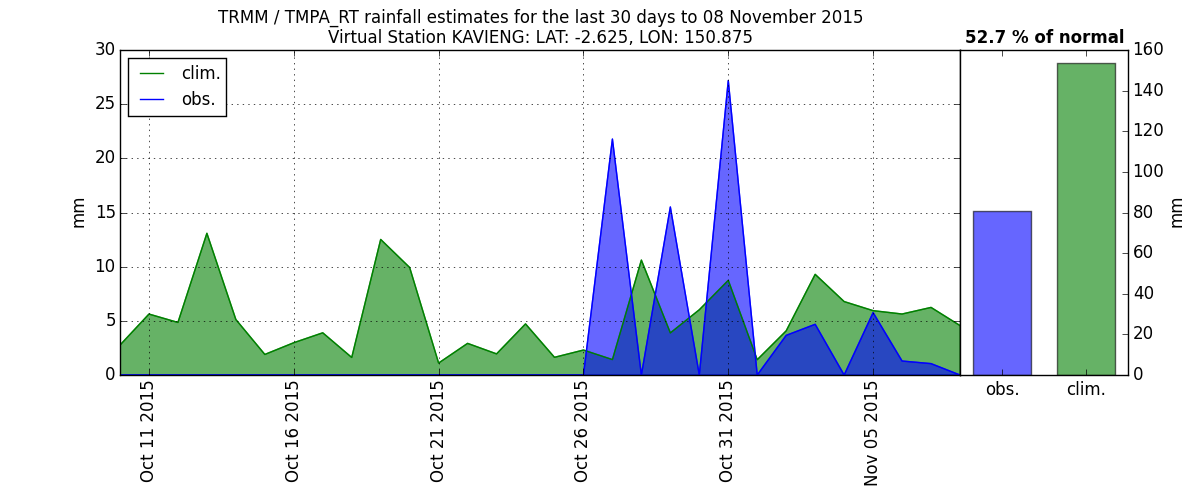 TRMM / TMPA_RT rainfall estimates for the last 30 days to 08 November 2015
Virtual Station KAVIENG: LAT: -2.625, LON: 150.875
52.7 % of normal
clim.
obs.
30
25
20
15
10
5
0
mm
160
140
120
100
80
60
40
20
0
mm
Oct 11 2015
Oct 16 2015
Oct 21 2015
Oct 26 2015
Oct 31 2015
Nov 05 2015
obs.
clim.